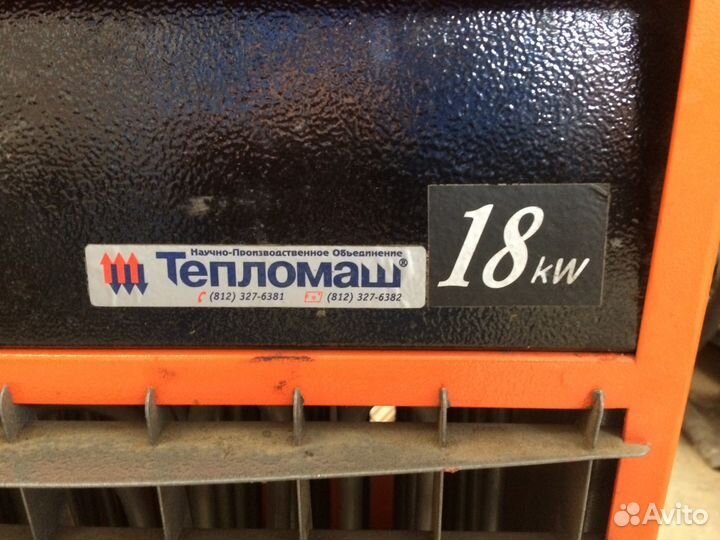 Научно-Производственное Объединение
Тепломаш®
(812) 327-6381 (812) 327-6382
18 kW
Avito